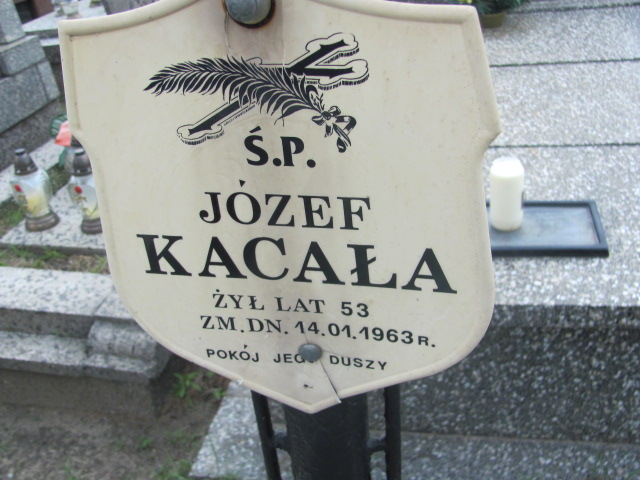 Ś.P.
JÓZEF
KACAŁA
ŻYŁ LAT 53
ZM.DN. 14.01.1963 R.
POKÓJ JEGO DUSZY